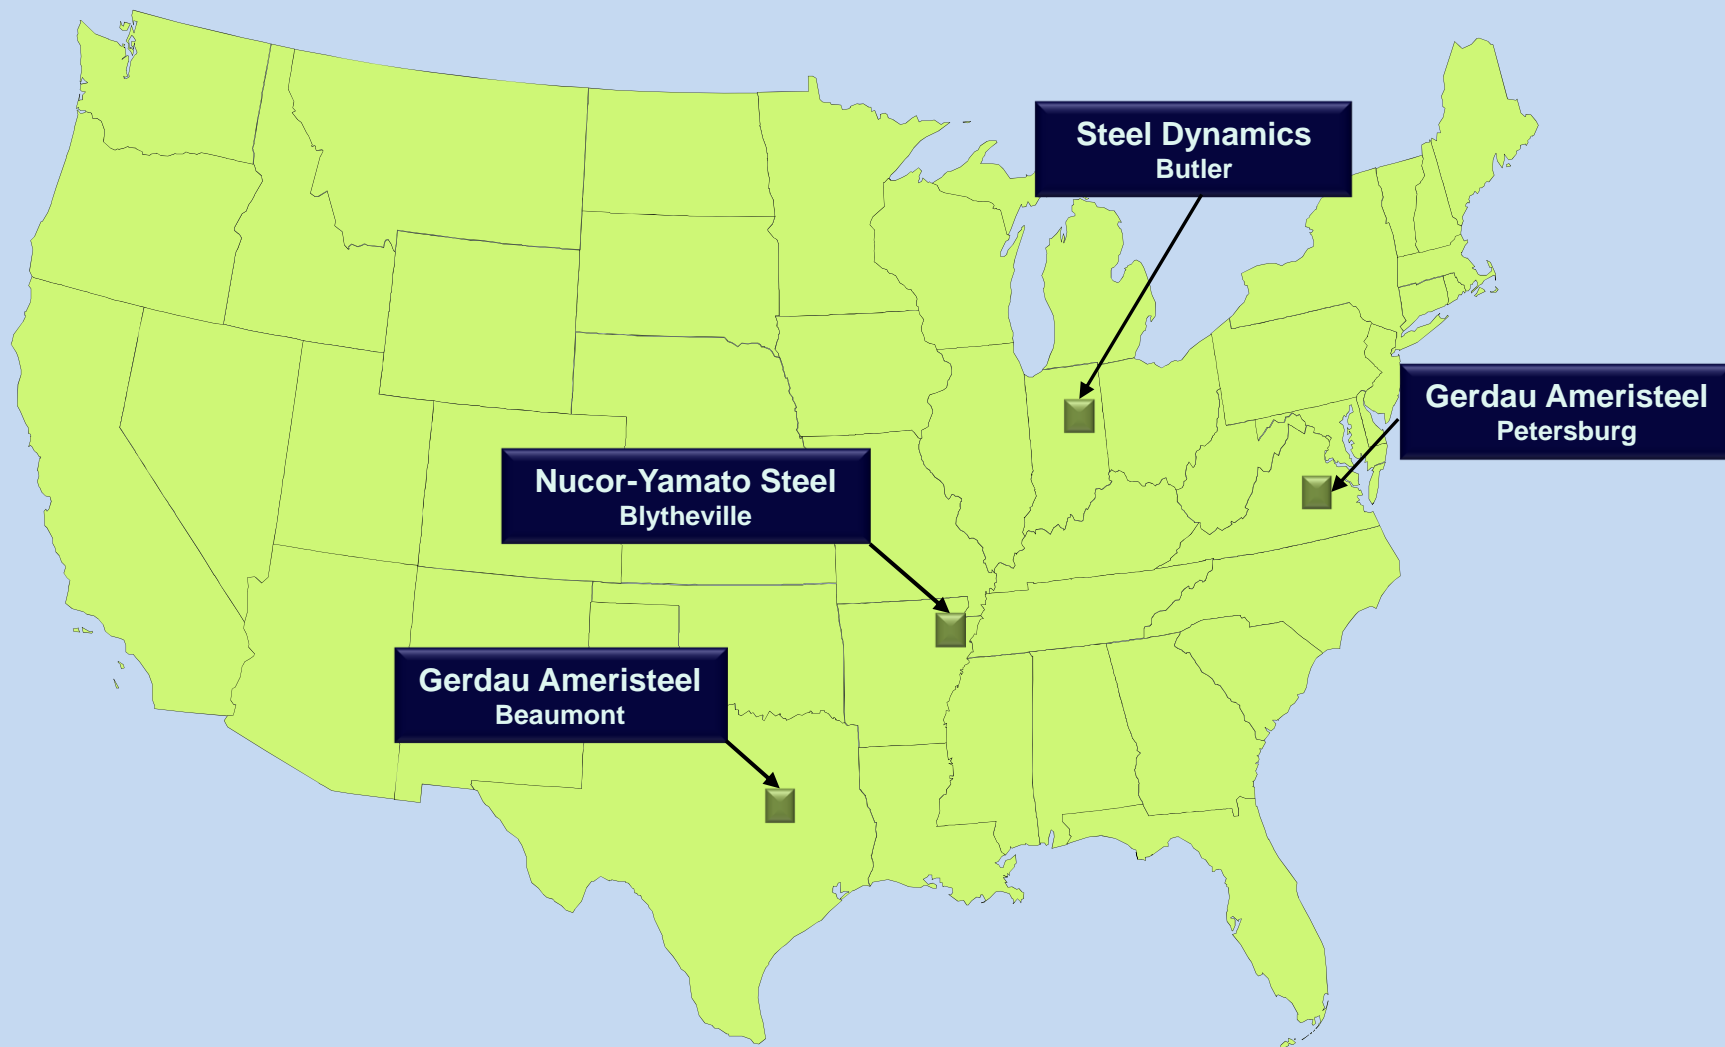 Steel Dynamics
Butler
Gerdau Ameristeel
Petersburg
Nucor-Yamato Steel
Blytheville
Gerdau Ameristeel
Beaumont